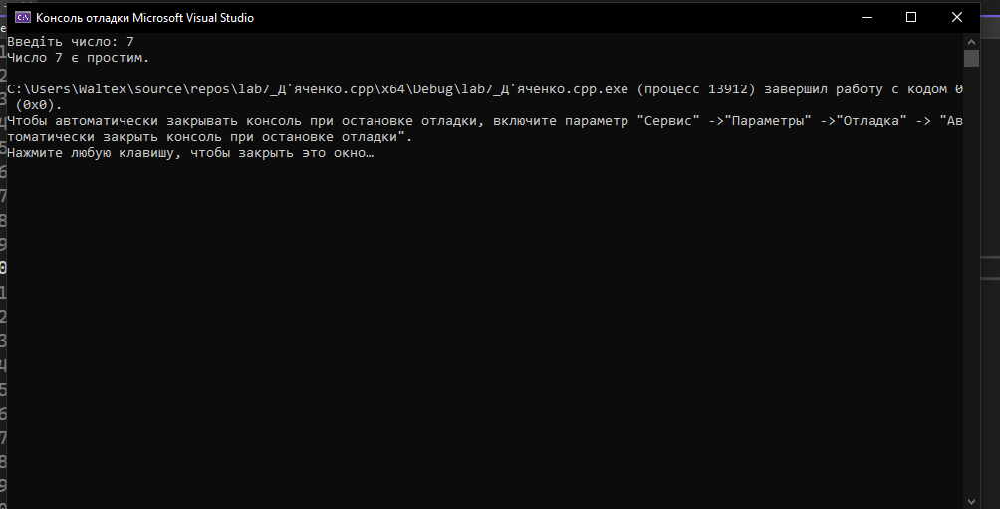 Консоль отладки Microsoft Visual Studio
Введіть число: 7
Число 7 є простим.
C:\Users\Waltex\source\repos\lab7_Д'яченко.cpp\x64\Debug\lab7_Д'яченко.cpp.exe (процесс 13912) завершил работу с кодом 0
(0x0).
Чтобы автоматически закрывать консоль при остановке отладки, включите параметр "Сервис" ->"Параметры" ->"Отладка" -> "Ав
томатически закрыть консоль при остановке отладки".
Нажмите любую клавишу, чтобы закрыть это окно…